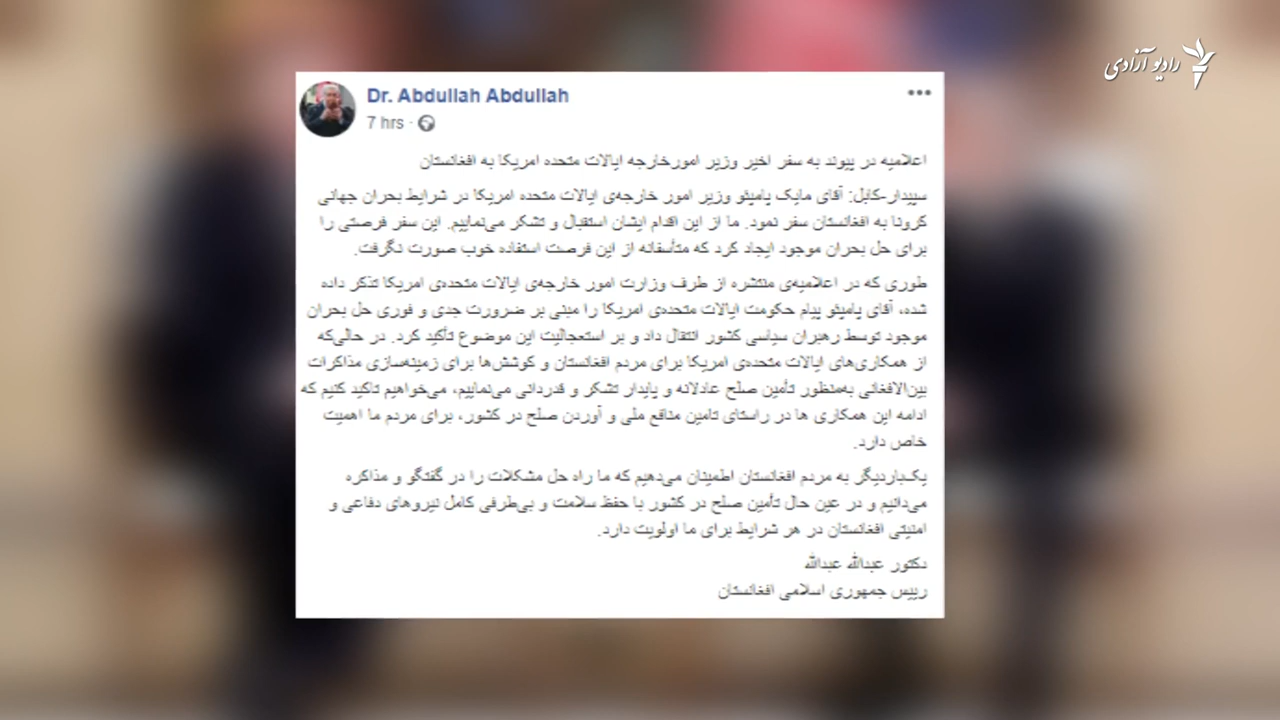 رادیو آزادی
Dr. Abdullah Abdullah
7 hrs ·
اعلامیه در پیوند به سفر اخیر وزیر امورخارجه ایالات متحده امریکا به افغانستان
سپیدار-کابل: آقای مایک پامپئو وزیر امور خارجه‌ی ایالات متحده امریکا در شرایط بحران جهانی
کرونا به افغانستان سفر نمود. ما از این اقدام ایشان استقبال و تشکر می‌نماییم. این سفر فرصتی را
برای حل بحران موجود ایجاد کرد که متأسفانه از این فرصت استفاده خوب صورت نگرفت.
طوری که در اعلامیه‌ی منتشره از طرف وزارت امور خارجه‌ی ایالات متحده‌ی امریکا تذکر داده
شده، آقای پامپئو پیام حکومت ایالات متحده‌ی امریکا را مبنی بر ضرورت جدی و فوری حل بحران
موجود توسط رهبران سیاسی کشور انتقال داد و بر استعجالیت این موضوع تأکید کرد. در حالی‌که
از همکاری‌های ایالات متحده‌ی امریکا برای مردم افغانستان و کوشش‌ها برای زمینه‌سازی مذاکرات
بین‌الافغانی به‌منظور تأمین صلح عادلانه و پایدار تشکر و قدردانی می‌نماییم، می‌خواهیم تاکید کنیم که
ادامه این همکاری ها در راستای تامین منافع ملی و آوردن صلح در کشور، برای مردم ما اهمیت
خاص دارد.
یک‌باردیگر به مردم افغانستان اطمینان می‌دهیم که ما راه حل مشکلات را در گفتگو و مذاکره
می‌دانیم و در عین حال تأمین صلح در کشور با حفظ سلامت و بی‌طرفی کامل نیروهای دفاعی و
امنیتی افغانستان در هر شرایط برای ما اولویت دارد.
دکتور عبدالله عبدالله
رییس جمهوری اسلامی افغانستان